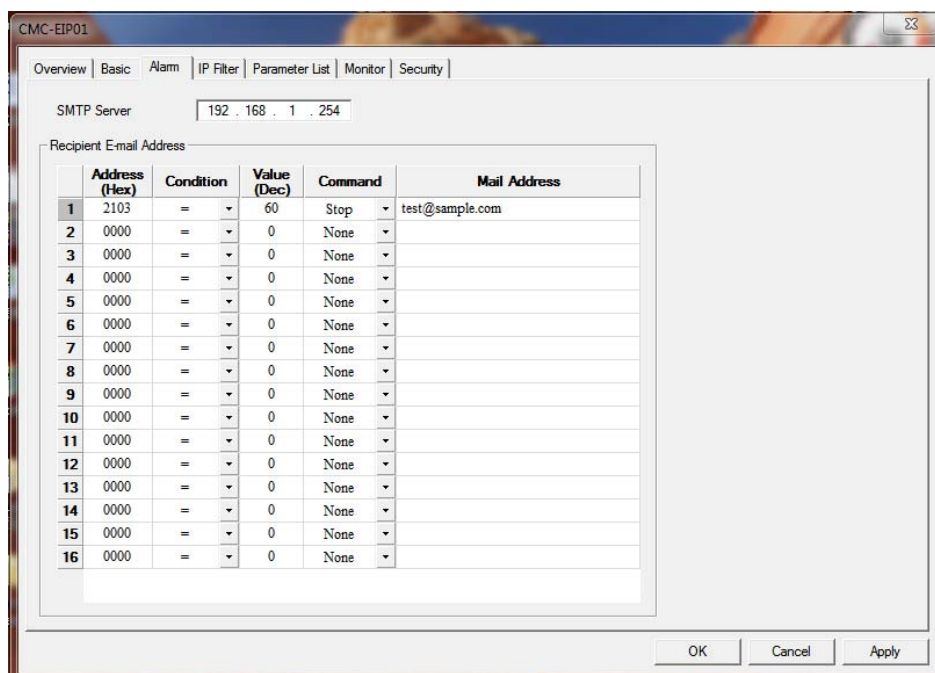 CMC-EIP01
Overview Basic Alarm IP Filter Parameter List Monitor Security
SMTP Server 192 . 168 . 1 . 254
Recipient E-mail Address
Address (Hex) Condition Value (Dec) Command Mail Address
1 2103 = 60 Stop test@sample.com
2 0000 = 0 None
3 0000 = 0 None
4 0000 = 0 None
5 0000 = 0 None
6 0000 = 0 None
7 0000 = 0 None
8 0000 = 0 None
9 0000 = 0 None
10 0000 = 0 None
11 0000 = 0 None
12 0000 = 0 None
13 0000 = 0 None
14 0000 = 0 None
15 0000 = 0 None
16 0000 = 0 None
OK Cancel Apply